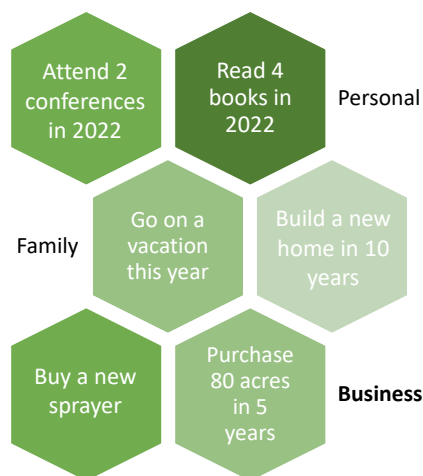 Attend 2
conferences
in 2022
Read 4
books in
2022
Personal
Family
Go on a
vacation
this year
Build a new
home in 10
years
Buy a new
sprayer
Purchase
80 acres
in 5
years
Business